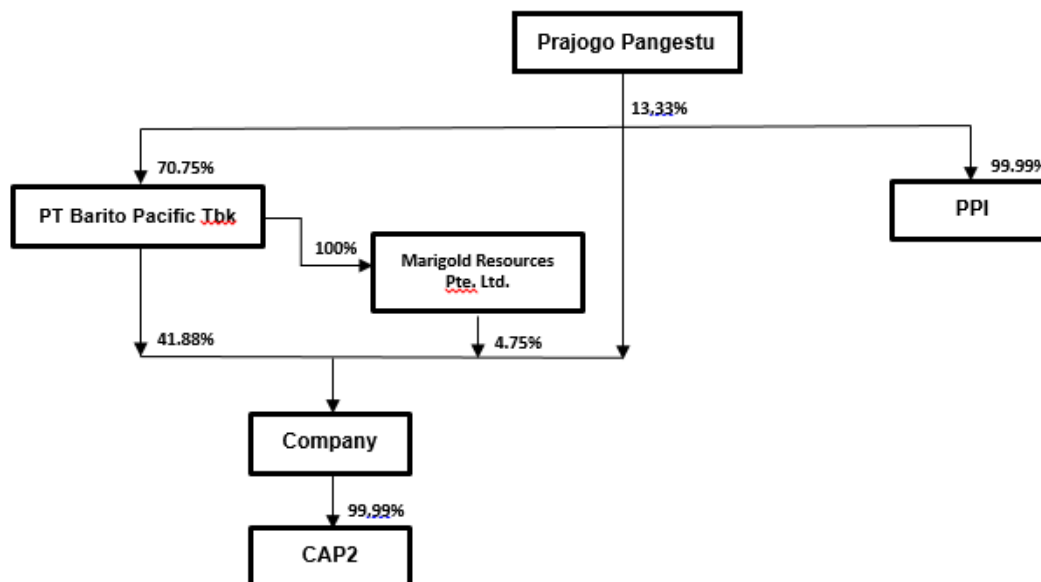 Prajogo Pangestu
13,33%
70.75%
99.99%
PT Barito Pacific Tbk
PPI
100%
Marigold Resources
Pte. Ltd.
41.88%
4.75%
Company
99,99%
CAP2